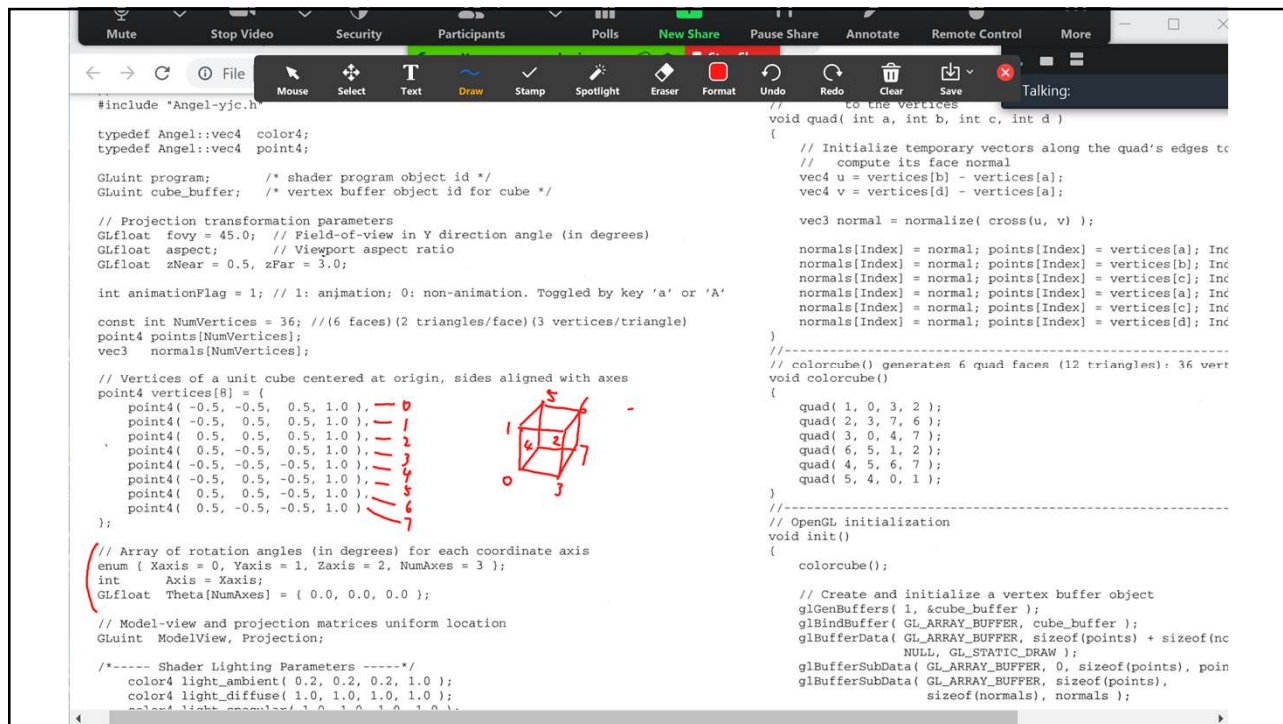 Mute Stop Video Security Participants Polls New Share Pause Share Annotate Remote Control More
File
Mouse Select Text Draw Stamp Spotlight Eraser Format Undo Redo Clear Save
Talking:
#include "Angel-yjc.h"
typedef Angel::vec4 color4;
typedef Angel::vec4 point4;
GLuint program; /* shader program object id */
GLuint cube_buffer; /* vertex buffer object id for cube */
// Projection transformation parameters
GLfloat fovy = 45.0; // Field-of-view in Y direction angle (in degrees)
GLfloat aspect; // Viewport aspect ratio
GLfloat zNear = 0.5, zFar = 3.0;
int animationFlag = 1; // 1: animation; 0: non-animation. Toggled by key 'a' or 'A'
const int NumVertices = 36; //(6 faces)(2 triangles/face)(3 vertices/triangle)
point4 points[NumVertices];
vec3 normals[NumVertices];
// Vertices of a unit cube centered at origin, sides aligned with axes
point4 vertices[8] = {
point4( -0.5, -0.5, 0.5, 1.0 ), 0
point4( -0.5, 0.5, 0.5, 1.0 ), 1
point4( 0.5, 0.5, 0.5, 1.0 ), 2
point4( 0.5, -0.5, 0.5, 1.0 ), 3
point4( -0.5, -0.5, -0.5, 1.0 ), 4
point4( -0.5, 0.5, -0.5, 1.0 ), 5
point4( 0.5, 0.5, -0.5, 1.0 ), 6
point4( 0.5, -0.5, -0.5, 1.0 ) 7
};
5 6
1 4 2 7
0 3
// Array of rotation angles (in degrees) for each coordinate axis
enum { Xaxis = 0, Yaxis = 1, Zaxis = 2, NumAxes = 3 };
int Axis = Xaxis;
GLfloat Theta[NumAxes] = { 0.0, 0.0, 0.0 };
// Model-view and projection matrices uniform location
GLuint ModelView, Projection;
/*----- Shader Lighting Parameters -----*/
color4 light_ambient( 0.2, 0.2, 0.2, 1.0 );
color4 light_diffuse( 1.0, 1.0, 1.0, 1.0 );
color4 light_specular( 1.0, 1.0, 1.0, 1.0 );
// to the vertices
void quad( int a, int b, int c, int d )
{
// Initialize temporary vectors along the quad's edges to
// compute its face normal
vec4 u = vertices[b] - vertices[a];
vec4 v = vertices[d] - vertices[a];
vec3 normal = normalize( cross(u, v) );
normals[Index] = normal; points[Index] = vertices[a]; Ind
normals[Index] = normal; points[Index] = vertices[b]; Ind
normals[Index] = normal; points[Index] = vertices[c]; Ind
normals[Index] = normal; points[Index] = vertices[a]; Ind
normals[Index] = normal; points[Index] = vertices[c]; Ind
normals[Index] = normal; points[Index] = vertices[d]; Ind
}
//----------------------------------------------------------
// colorcube() generates 6 quad faces (12 triangles): 36 vert
void colorcube()
{
quad( 1, 0, 3, 2 );
quad( 2, 3, 7, 6 );
quad( 3, 0, 4, 7 );
quad( 6, 5, 1, 2 );
quad( 4, 5, 6, 7 );
quad( 5, 4, 0, 1 );
}
//----------------------------------------------------------
// OpenGL initialization
void init()
{
colorcube();
// Create and initialize a vertex buffer object
glGenBuffers( 1, &cube_buffer );
glBindBuffer( GL_ARRAY_BUFFER, cube_buffer );
glBufferData( GL_ARRAY_BUFFER, sizeof(points) + sizeof(no
NULL, GL_STATIC_DRAW );
glBufferSubData( GL_ARRAY_BUFFER, 0, sizeof(points), poin
glBufferSubData( GL_ARRAY_BUFFER, sizeof(points),
sizeof(normals), normals );